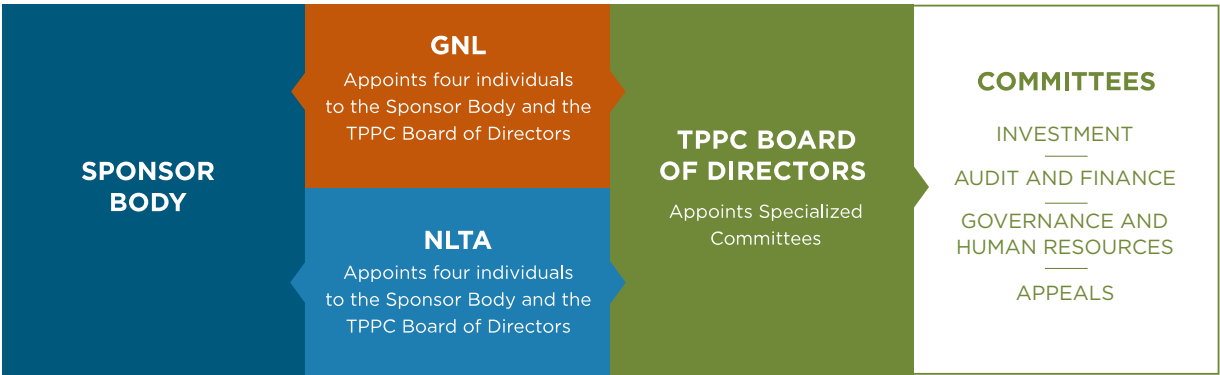 SPONSOR
BODY
GNL
Appoints four individuals
to the Sponsor Body and the
TPPC Board of Directors
NLTA
Appoints four individuals
to the Sponsor Body and the
TPPC Board of Directors
TPPC BOARD
OF DIRECTORS
Appoints Specialized
Committees
COMMITTEES
INVESTMENT
AUDIT AND FINANCE
GOVERNANCE AND
HUMAN RESOURCES
APPEALS